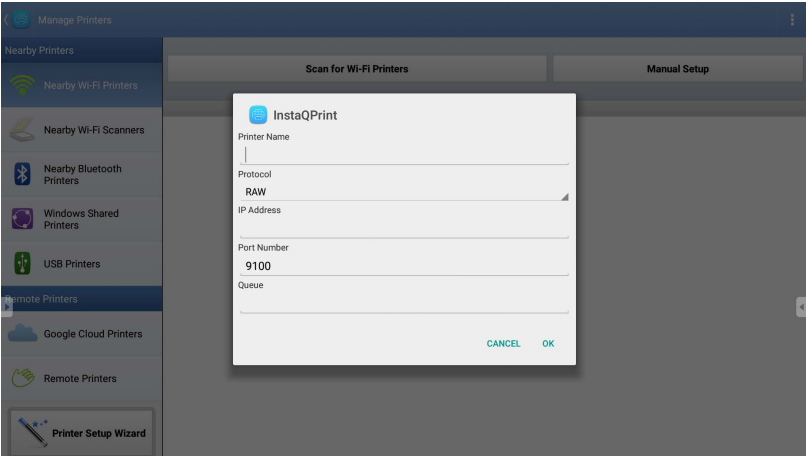 Manage Printers
Nearby Printers
Nearby Wi-Fi Printers
Nearby Wi-Fi Scanners
Nearby Bluetooth
Printers
Windows Shared
Printers
USB Printers
Remote Printers
Google Cloud Printers
Remote Printers
Printer Setup Wizard
Scan for Wi-Fi Printers
Manual Setup
InstaQPrint
Printer Name
Protocol
RAW
IP Address
Port Number
9100
Queue
CANCEL OK